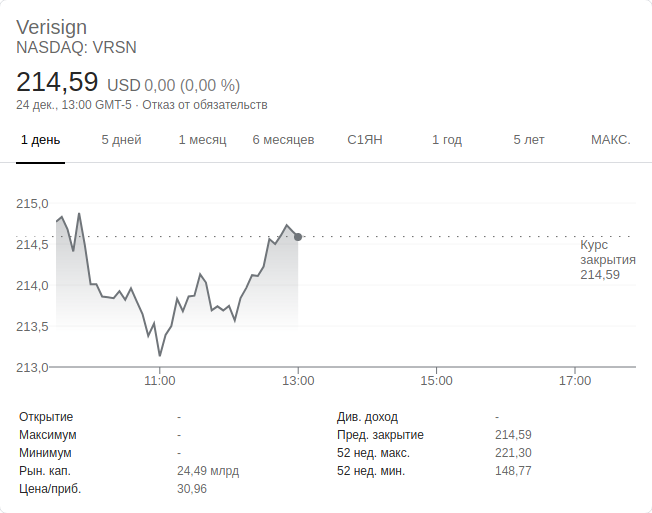 Verisign
NASDAQ: VRSN
214,59 USD 0,00 (0,00 %)
24 дек., 13:00 GMT-5 · Отказ от обязательств
1 день 5 дней 1 месяц 6 месяцев С1ЯН 1 год 5 лет МАКС.
215,0
214,5
214,0
213,5
213,0
Курс
закрытия
214,59
11:00 13:00 15:00 17:00
Открытие -
Максимум -
Минимум -
Рын. кап. 24,49 млрд
Цена/приб. 30,96
Див. доход -
Пред. закрытие 214,59
52 нед. макс. 221,30
52 нед. мин. 148,77